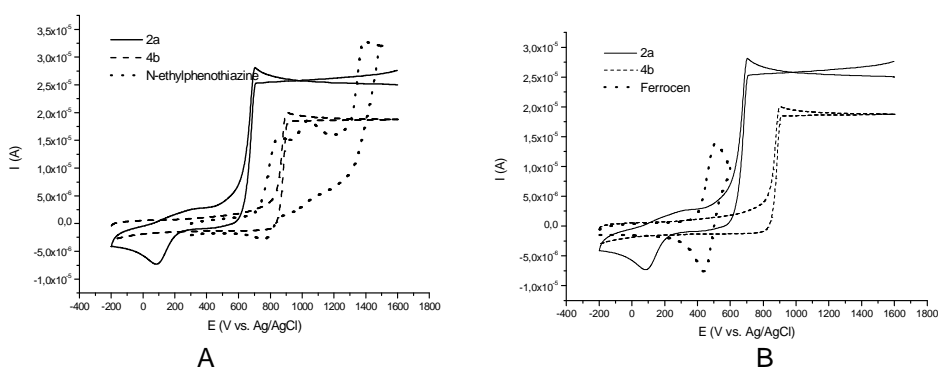 3,5x10⁻⁵
3,0x10⁻⁵
2,5x10⁻⁵
2,0x10⁻⁵
1,5x10⁻⁵
1,0x10⁻⁵
5,0x10⁻⁶
0,0
-5,0x10⁻⁶
-1,0x10⁻⁵
I (A)
2a
4b
N-ethylphenothiazine
-400 -200 0 200 400 600 800 1000 1200 1400 1600 1800
E (V vs. Ag/AgCl)
A
3,0x10⁻⁵
2,5x10⁻⁵
2,0x10⁻⁵
1,5x10⁻⁵
1,0x10⁻⁵
5,0x10⁻⁶
0,0
-5,0x10⁻⁶
-1,0x10⁻⁵
I (A)
2a
4b
Ferrocen
-400 -200 0 200 400 600 800 1000 1200 1400 1600 1800
E (V vs. Ag/AgCl)
B